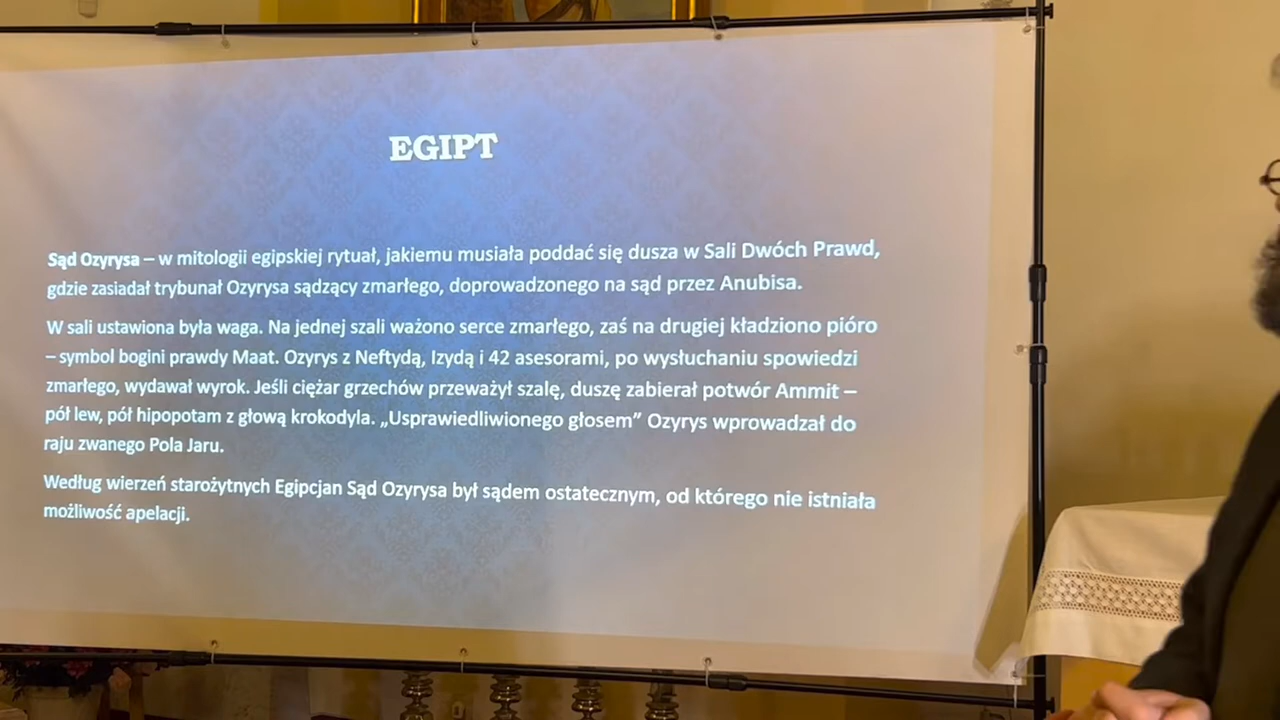 EGIPT
Sąd Ozyrysa – w mitologii egipskiej rytuał, jakiemu musiała poddać się dusza w Sali Dwóch Prawd,
gdzie zasiadał trybunał Ozyrysa sądzący zmarłego, doprowadzonego na sąd przez Anubisa.
W sali ustawiona była waga. Na jednej szali ważono serce zmarłego, zaś na drugiej kładziono pióro
– symbol bogini prawdy Maat. Ozyrys z Neftydą, Izydą i 42 asesorami, po wysłuchaniu spowiedzi
zmarłego, wydawał wyrok. Jeśli ciężar grzechów przeważył szalę, duszę zabierał potwór Ammit –
pół lew, pół hipopotam z głową krokodyla. „Usprawiedliwionego głosem” Ozyrys wprowadzał do
raju zwanego Pola Jaru.
Według wierzeń starożytnych Egipcjan Sąd Ozyrysa był sądem ostatecznym, od którego nie istniała
możliwość apelacji.